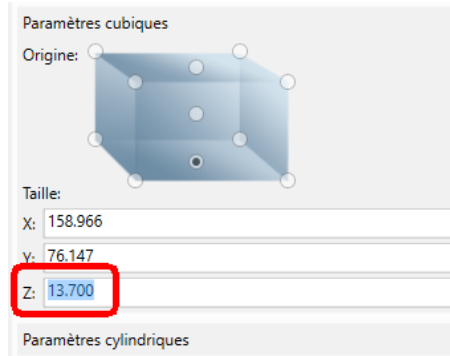 Paramètres cubiques
Origine:
Taille:
X: 158.966
Y: 76.147
Z: 13.700
Paramètres cylindriques